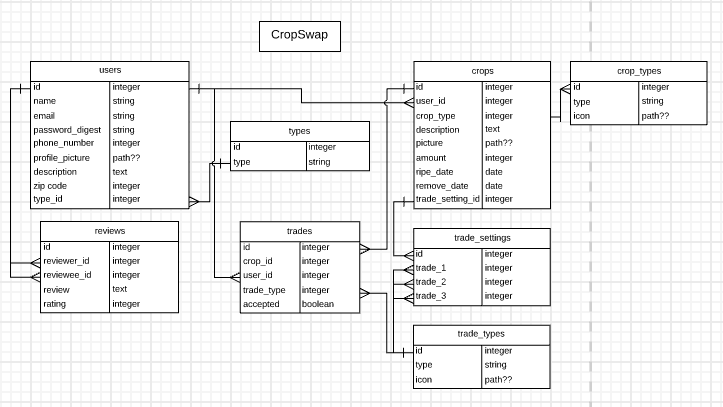 CropSwap
users
id integer
name string
email string
password_digest string
phone_number integer
profile_picture path??
description text
zip code integer
type_id integer
types
id integer
type string
crops
id integer
user_id integer
crop_type integer
description text
picture path??
amount integer
ripe_date date
remove_date date
trade_setting_id integer
crop_types
id integer
type string
icon path??
reviews
id integer
reviewer_id integer
reviewee_id integer
review text
rating integer
trades
id integer
crop_id integer
user_id integer
trade_type integer
accepted boolean
trade_settings
id integer
trade_1 integer
trade_2 integer
trade_3 integer
trade_types
id integer
type string
icon path??